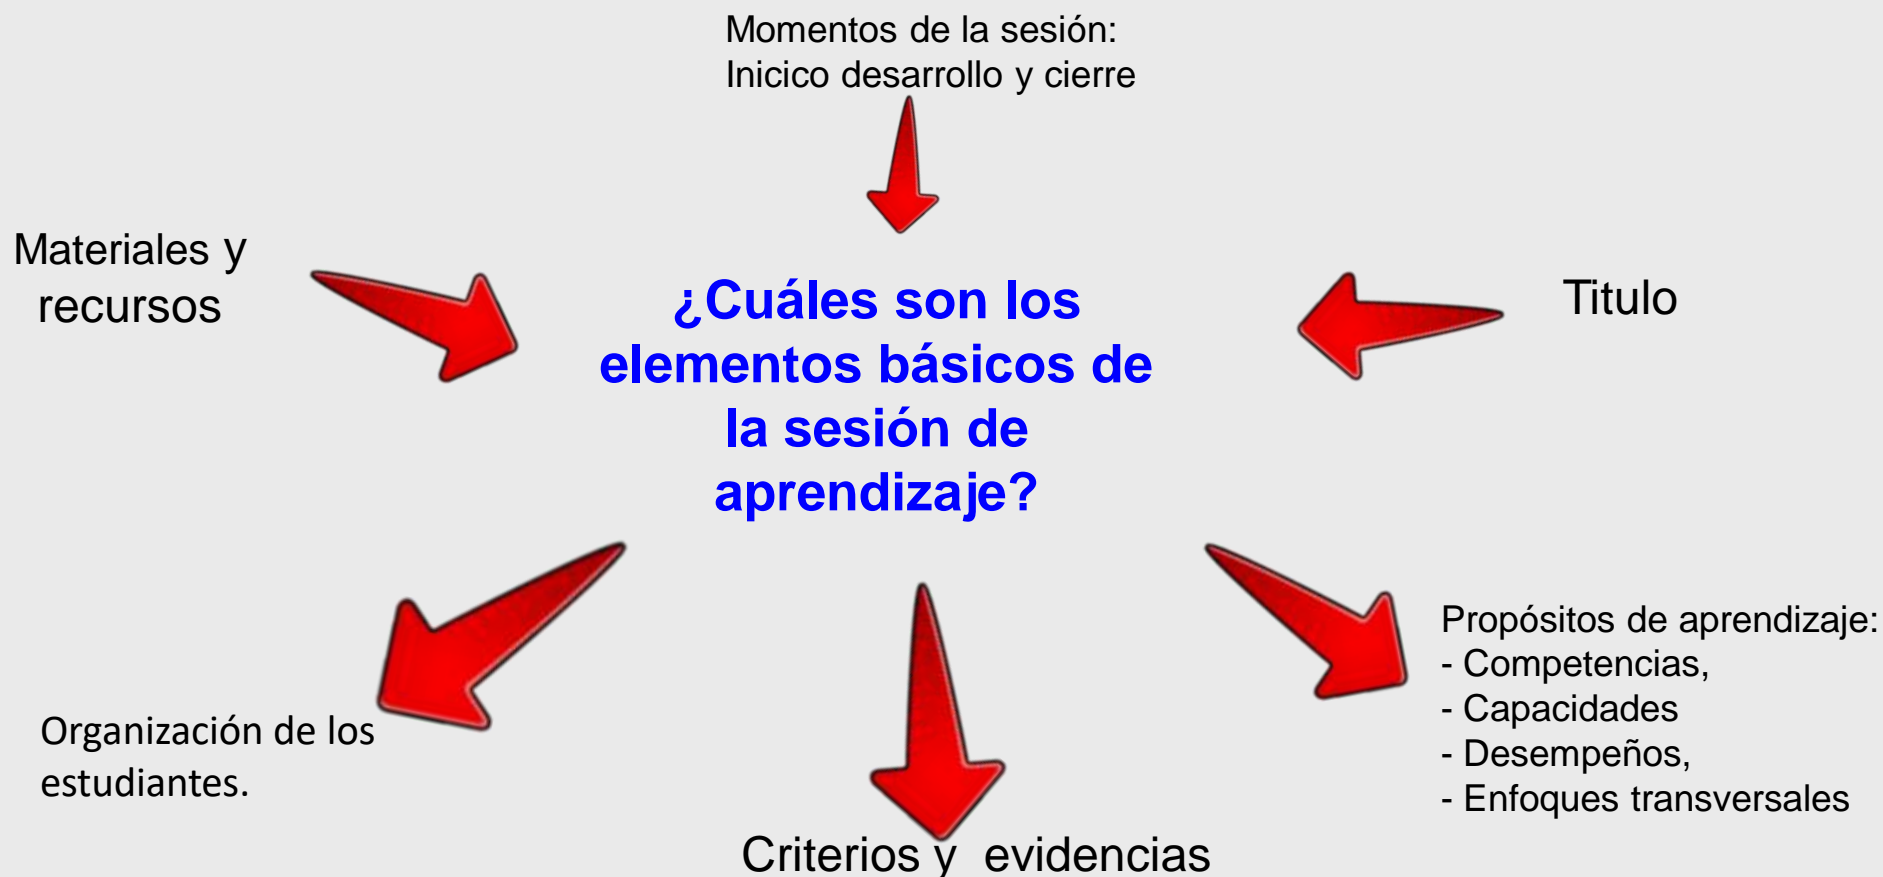 Momentos de la sesión:
Inicico desarrollo y cierre
Materiales y
recursos
¿Cuáles son los
elementos básicos de
la sesión de
aprendizaje?
Titulo
Organización de los
estudiantes.
Criterios y evidencias
Propósitos de aprendizaje:
- Competencias,
- Capacidades
- Desempeños,
- Enfoques transversales